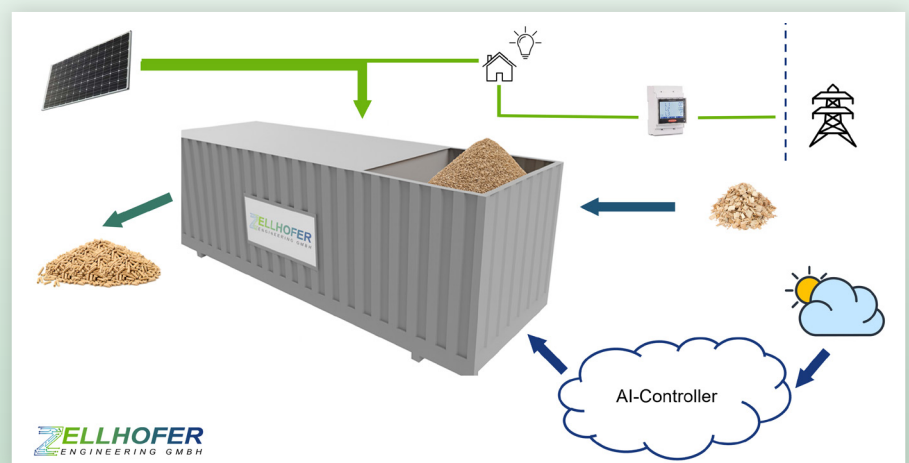 ZELLHOFER
ENGINEERING GMBH
AI-Controller
ZELLHOFER
ENGINEERING GMBH